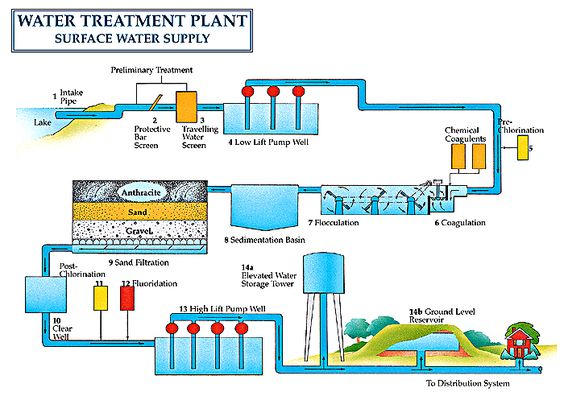 WATER TREATMENT PLANT
SURFACE WATER SUPPLY
Preliminary Treatment
1 Intake
Pipe
Lake
2
Protective
Bar
Screen
3
Travelling
Water
Screen
4 Low Lift Pump Well
Chemical
Coagulents
Pre-
Chlorination
5
Anthracite
Sand
Gravel
9 Sand Filtration
8 Sedimentation Basin
7 Flocculation
6 Coagulation
Post-
Chlorination
11
12 Fluoridation
10
Clear
Well
13 High Lift Pump Well
14a
Elevated Water
Storage Tower
14b Ground Level
Reservoir
To Distribution System